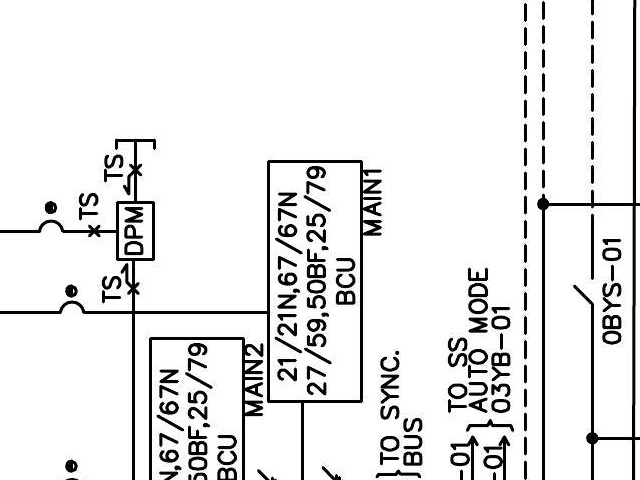 TS
TS
DPM
TS
21/21N,67/67N
27/59,50BF,25/79
BCU
MAIN1
N,67/67N
50BF,25/79
BCU
MAIN2
TO SYNC.
BUS
TO SS
AUTO MODE
03YB-01
-01
-01
0BYS-01